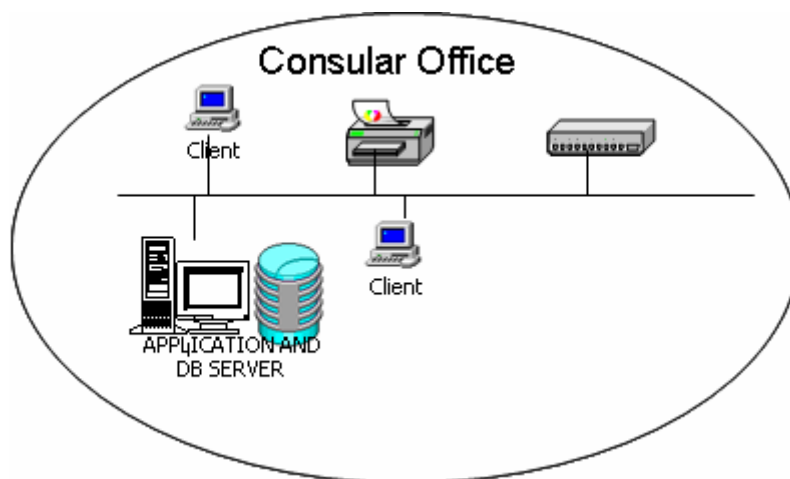 Consular Office
Client
Client
APPLICATION AND
DB SERVER